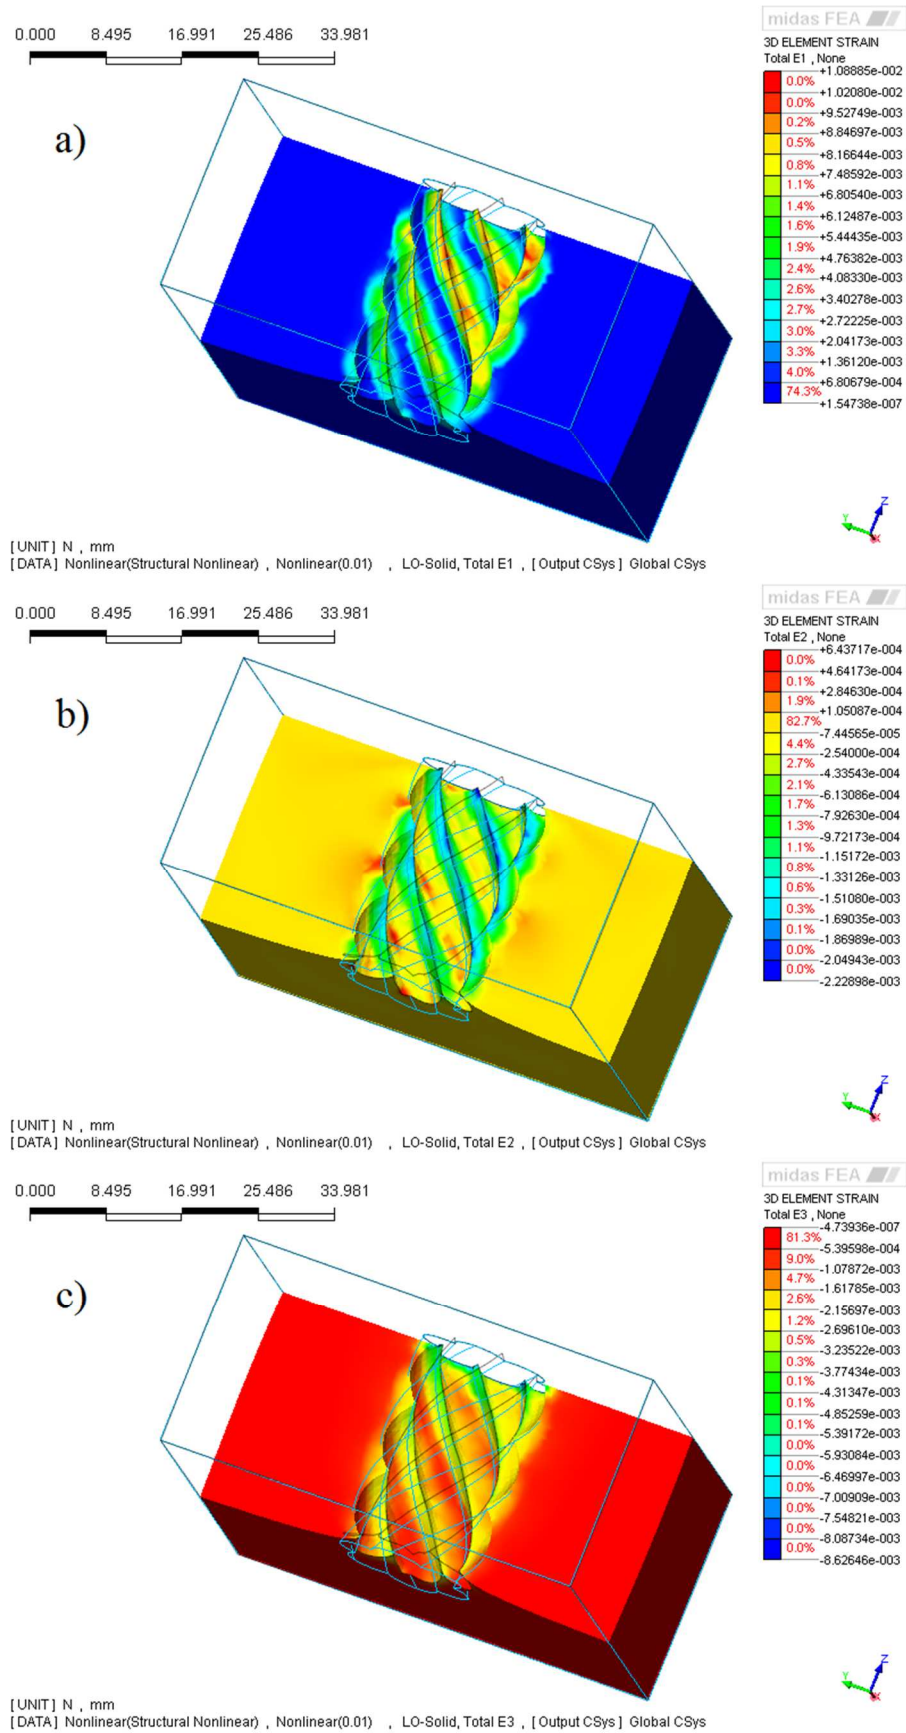 0.000 8.495 16.991 25.486 33.981
midas FEA
3D ELEMENT STRAIN
Total E1 , None
+1.08885e-002
0.0%
+1.02080e-002
0.0%
+9.52749e-003
0.2%
+8.84697e-003
0.5%
+8.16644e-003
0.8%
+7.48592e-003
1.1%
+6.80540e-003
1.4%
+6.12487e-003
1.6%
+5.44435e-003
1.9%
+4.76382e-003
2.4%
+4.08330e-003
2.6%
+3.40278e-003
2.7%
+2.72225e-003
3.0%
+2.04173e-003
3.3%
+1.36120e-003
4.0%
+6.80679e-004
74.3%
+1.54738e-007
a)
Z
Y
X
[UNIT] N , mm
[DATA] Nonlinear(Structural Nonlinear) , Nonlinear(0.01) , LO-Solid, Total E1 , [Output CSys] Global CSys
0.000 8.495 16.991 25.486 33.981
midas FEA
3D ELEMENT STRAIN
Total E2 , None
+6.43717e-004
0.0%
+4.64173e-004
0.1%
+2.84630e-004
1.9%
+1.05087e-004
82.7%
-7.44565e-005
4.4%
-2.54000e-004
2.7%
-4.33543e-004
2.1%
-6.13086e-004
1.7%
-7.92630e-004
1.3%
-9.72173e-004
1.1%
-1.15172e-003
0.8%
-1.33126e-003
0.6%
-1.51080e-003
0.3%
-1.69035e-003
0.1%
-1.86989e-003
0.0%
-2.04943e-003
0.0%
-2.22898e-003
b)
Z
Y
X
[UNIT] N , mm
[DATA] Nonlinear(Structural Nonlinear) , Nonlinear(0.01) , LO-Solid, Total E2 , [Output CSys] Global CSys
0.000 8.495 16.991 25.486 33.981
midas FEA
3D ELEMENT STRAIN
Total E3 , None
-4.73936e-007
81.3%
-5.39598e-004
9.0%
-1.07872e-003
4.7%
-1.61785e-003
2.6%
-2.15697e-003
1.2%
-2.69610e-003
0.5%
-3.23522e-003
0.3%
-3.77434e-003
0.1%
-4.31347e-003
0.1%
-4.85259e-003
0.1%
-5.39172e-003
0.0%
-5.93084e-003
0.0%
-6.46997e-003
0.0%
-7.00909e-003
0.0%
-7.54821e-003
0.0%
-8.08734e-003
0.0%
-8.62646e-003
c)
Z
Y
X
[UNIT] N , mm
[DATA] Nonlinear(Structural Nonlinear) , Nonlinear(0.01) , LO-Solid, Total E3 , [Output CSys] Global CSys